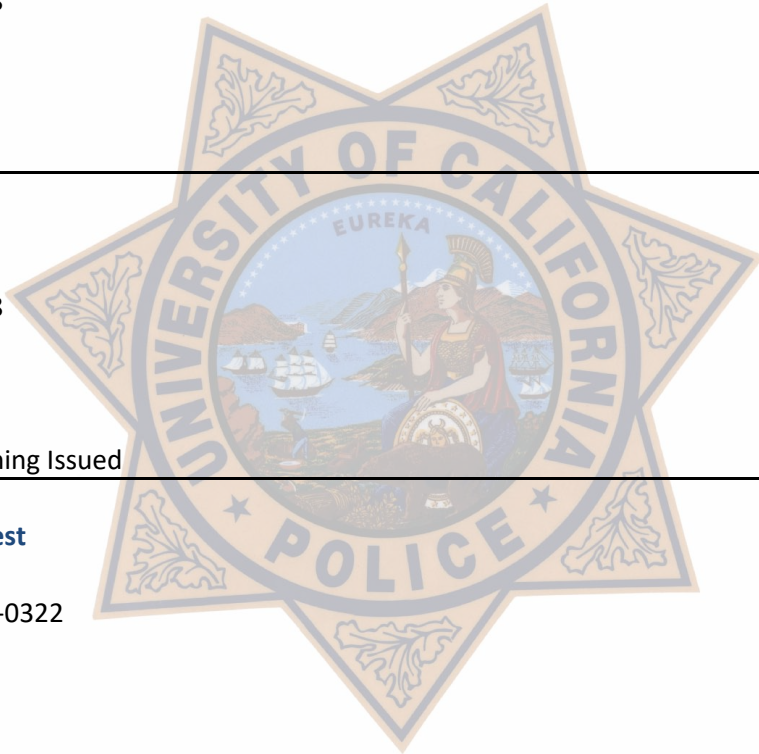 UNIVERSITY OF CALIFORNIA
EUREKA
ning Issued
est
-0322
POLICE